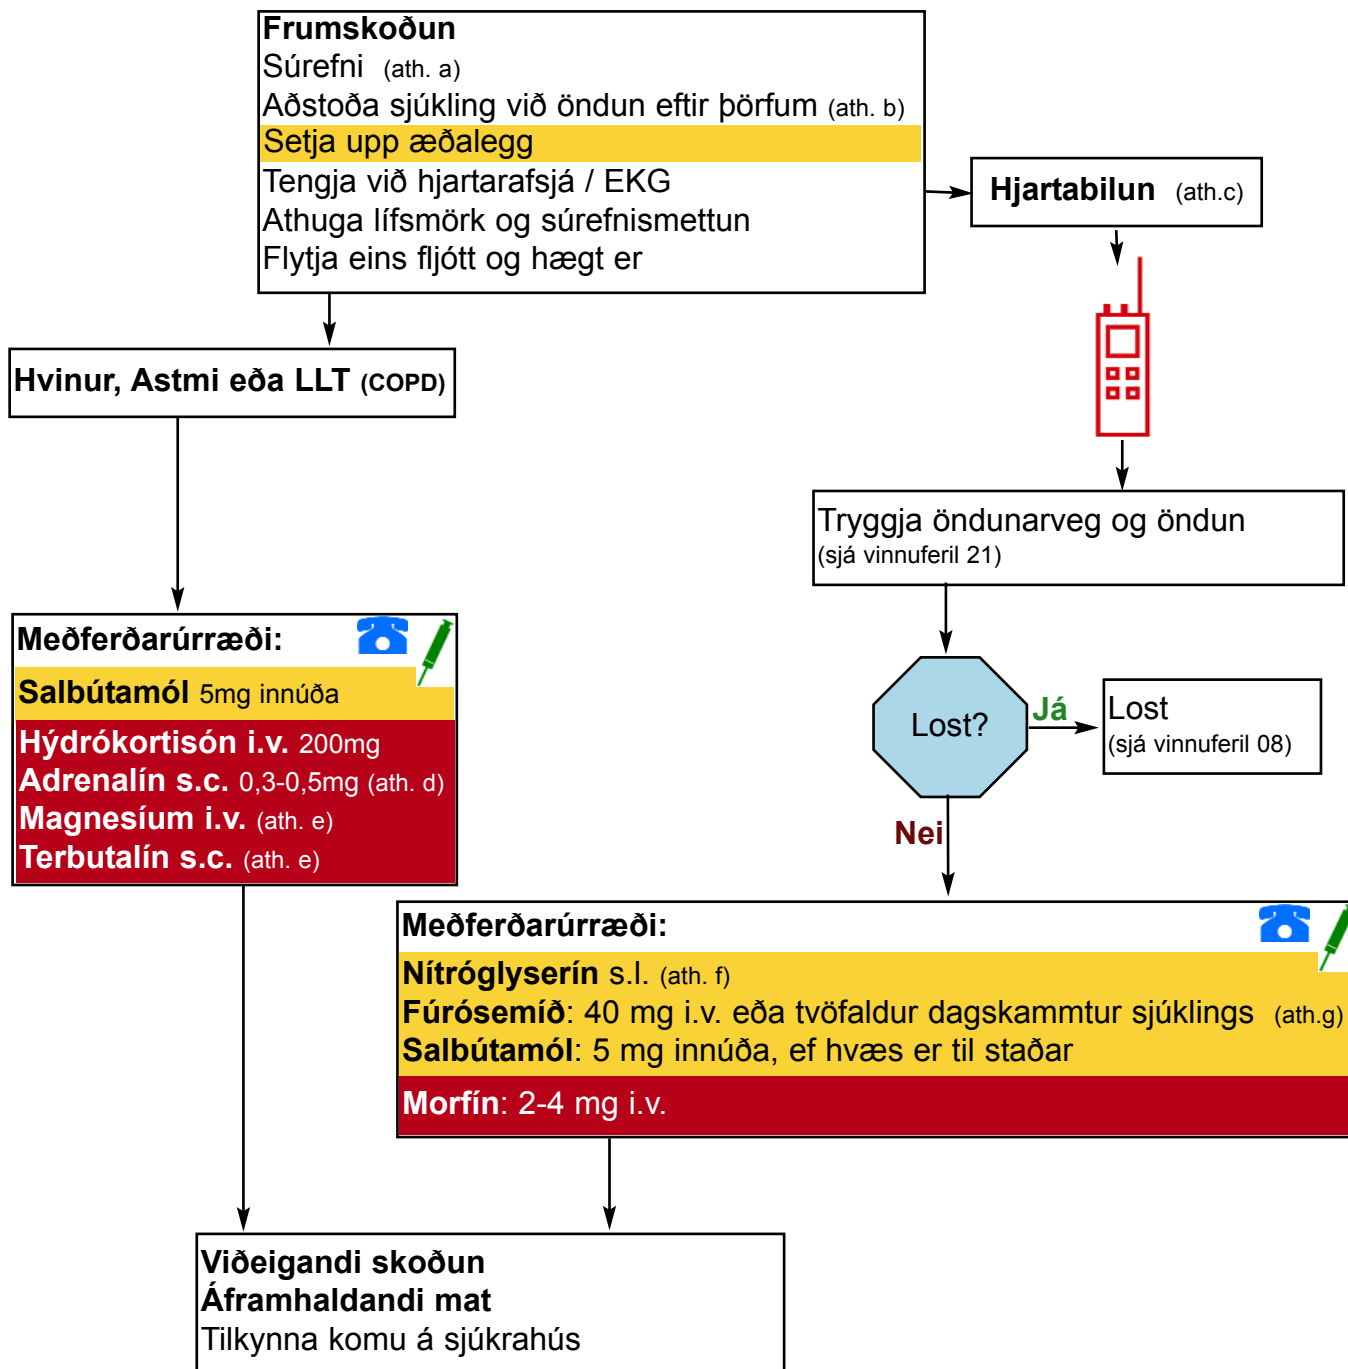 Frumskoðun
Súrefni (ath. a)
Aðstoða sjúkling við öndun eftir þörfum (ath. b)
Setja upp æðalegg
Tengja við hjartarafsjá / EKG
Athuga lífsmörk og súrefnismettun
Flytja eins fljótt og hægt er
Hjartabilun (ath.c)
Hvinur, Astmi eða LLT (COPD)
Tryggja öndunarveg og öndun
(sjá vinnuferil 21)
Meðferðarúrræði:
Salbútamól 5mg innúða
Hýdrókortisón i.v. 200mg
Adrenalín s.c. 0,3-0,5mg (ath. d)
Magnesíum i.v. (ath. e)
Terbutalín s.c. (ath. e)
Lost?
Já
Lost
(sjá vinnuferil 08)
Nei
Meðferðarúrræði:
Nítróglyserín s.l. (ath. f)
Fúrósemíð: 40 mg i.v. eða tvöfaldur dagskammtur sjúklings (ath.g)
Salbútamól: 5 mg innúða, ef hvæs er til staðar
Morfín: 2-4 mg i.v.
Viðeigandi skoðun
Áframhaldandi mat
Tilkynna komu á sjúkrahús